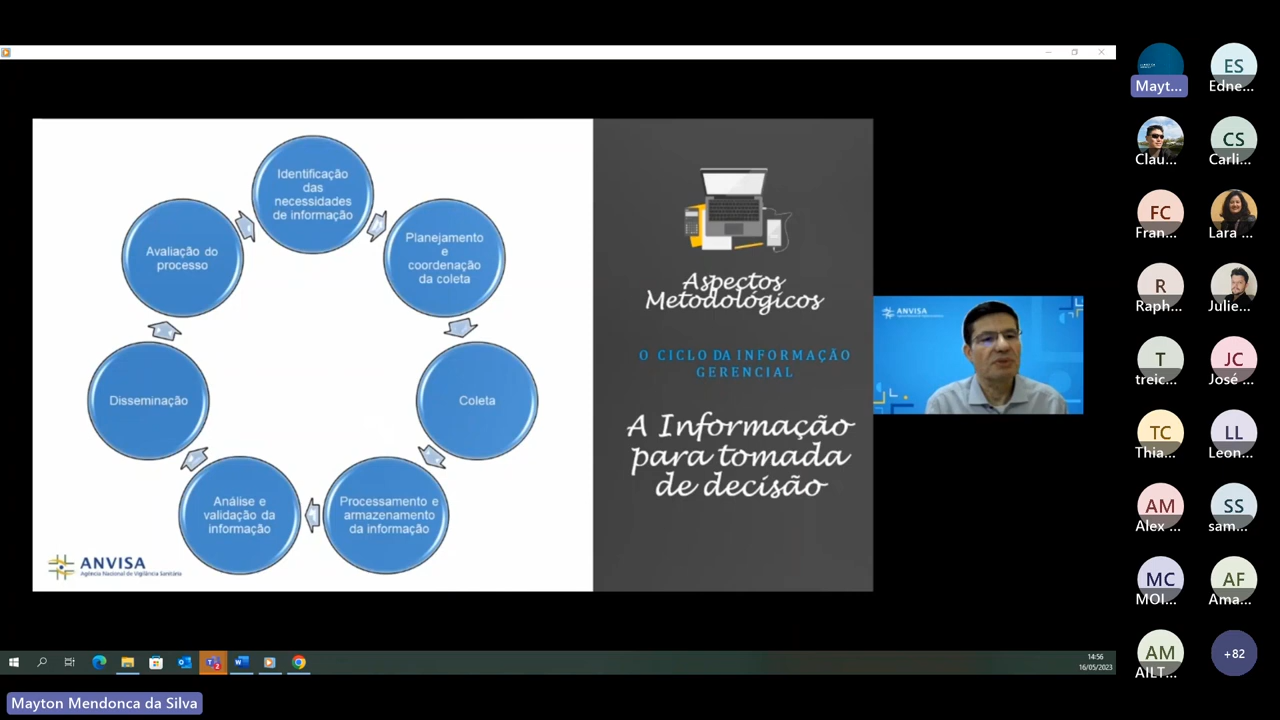 Identificação
das
necessidades
de informação
Planejamento
e
coordenação
da coleta
Coleta
Processamento e
armazenamento
da informação
Análise e
validação da
informação
Disseminação
Avaliação do
processo
ANVISA
Agência Nacional de Vigilância Sanitária
Aspectos
Metodológicos
O CICLO DA INFORMAÇÃO
GERENCIAL
A Informação
para tomada
de decisão
ANVISA
Mayt...
ES
Edne...
Clau...
CS
Carli...
FC
Fran...
Lara ...
R
Raph...
Julie...
T
treic...
JC
José ...
TC
Thia...
LL
Leon...
AM
Alex ...
SS
sam...
MC
MOI...
AF
Ama...
AM
AILT...
+82
14:56
16/05/2023
Mayton Mendonca da Silva